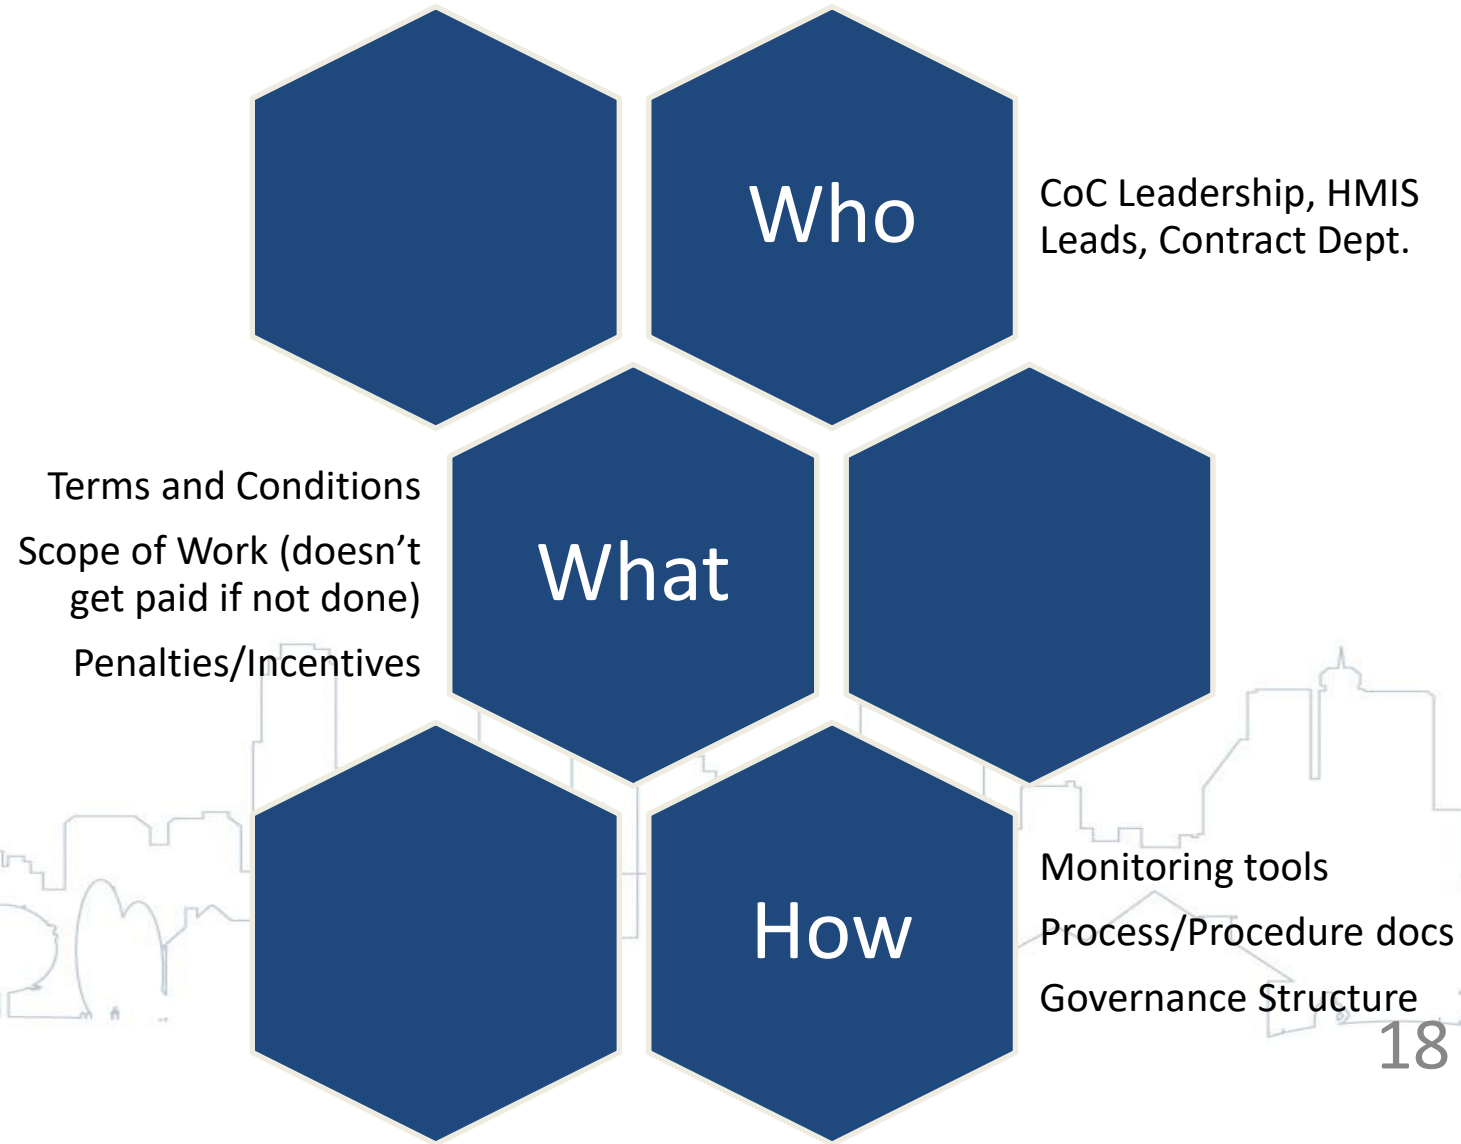 Who
CoC Leadership, HMIS
Leads, Contract Dept.
Terms and Conditions
Scope of Work (doesn’t
get paid if not done)
Penalties/Incentives
What
How
Monitoring tools
Process/Procedure docs
Governance Structure
18